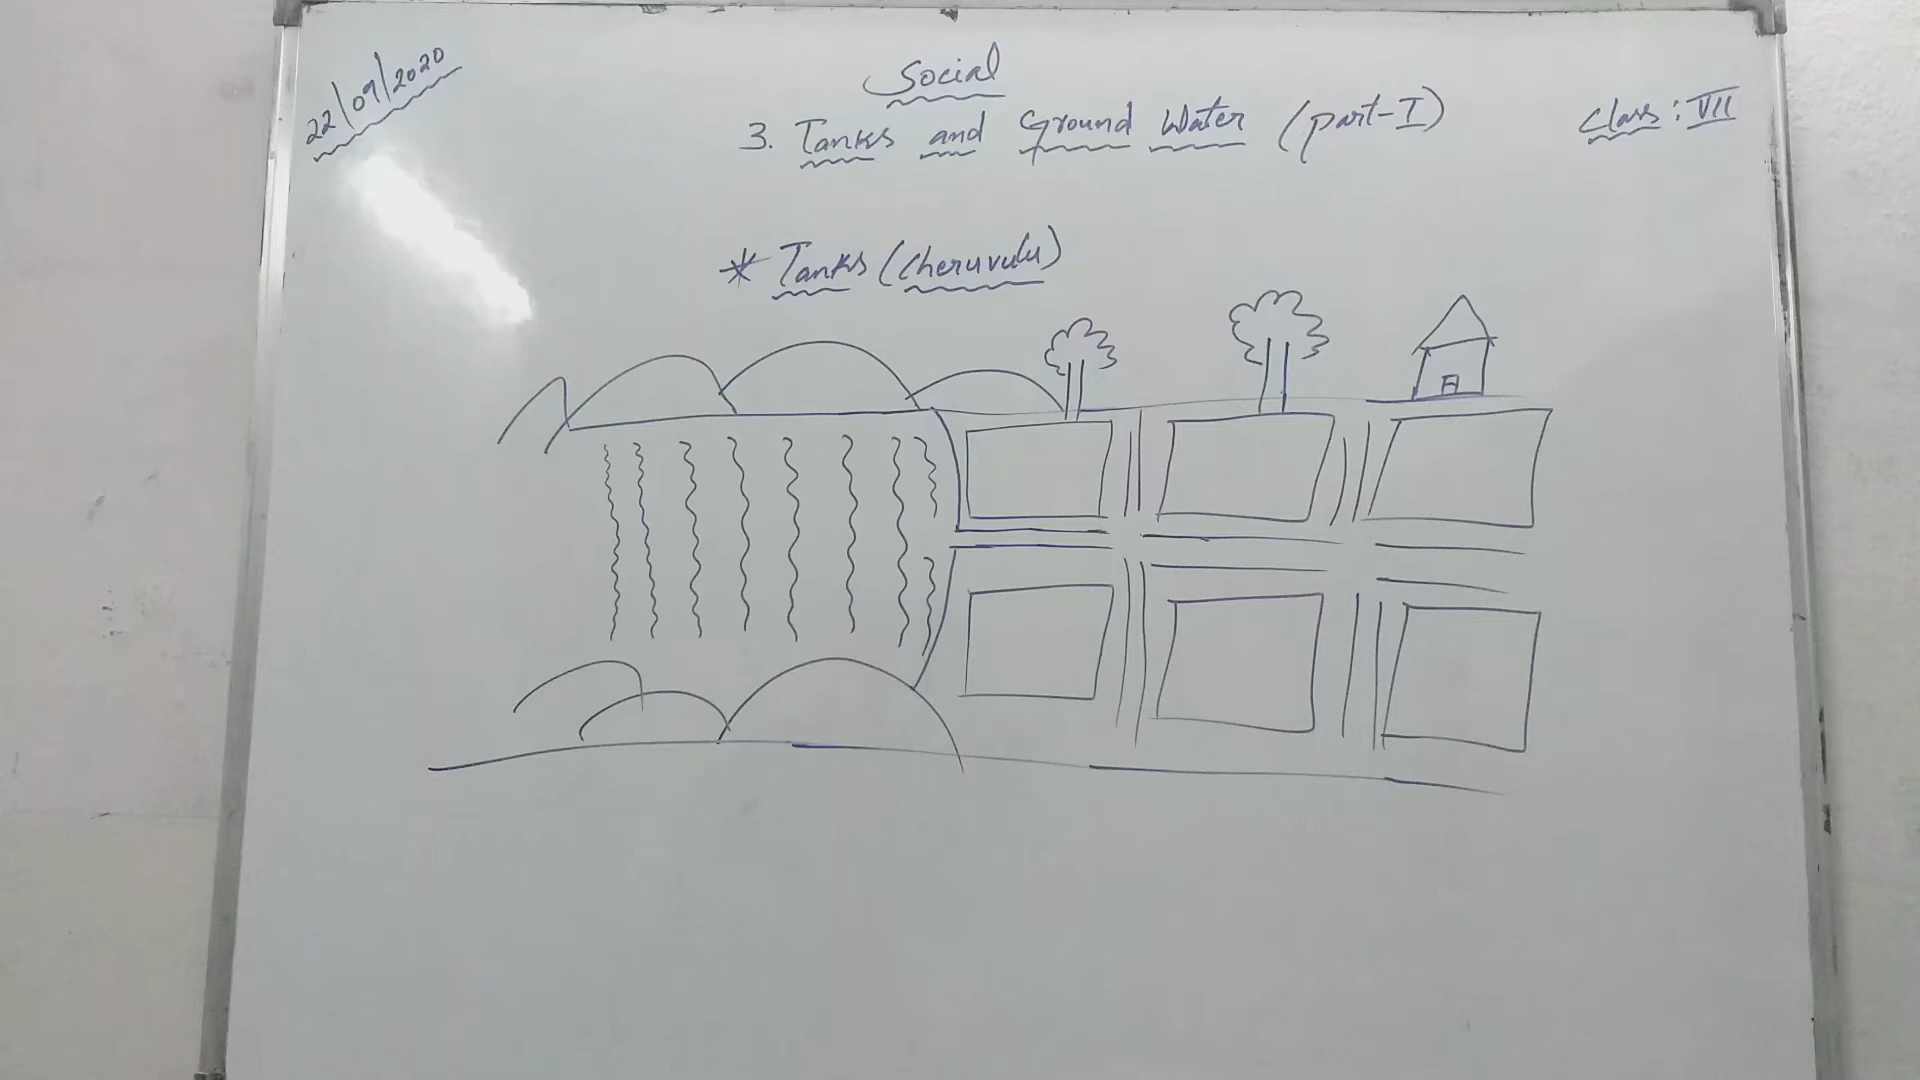 22/09/2020
Social
3. Tanks and Ground Water (part-I)
Class: VII
* Tanks (Cheruvulu)